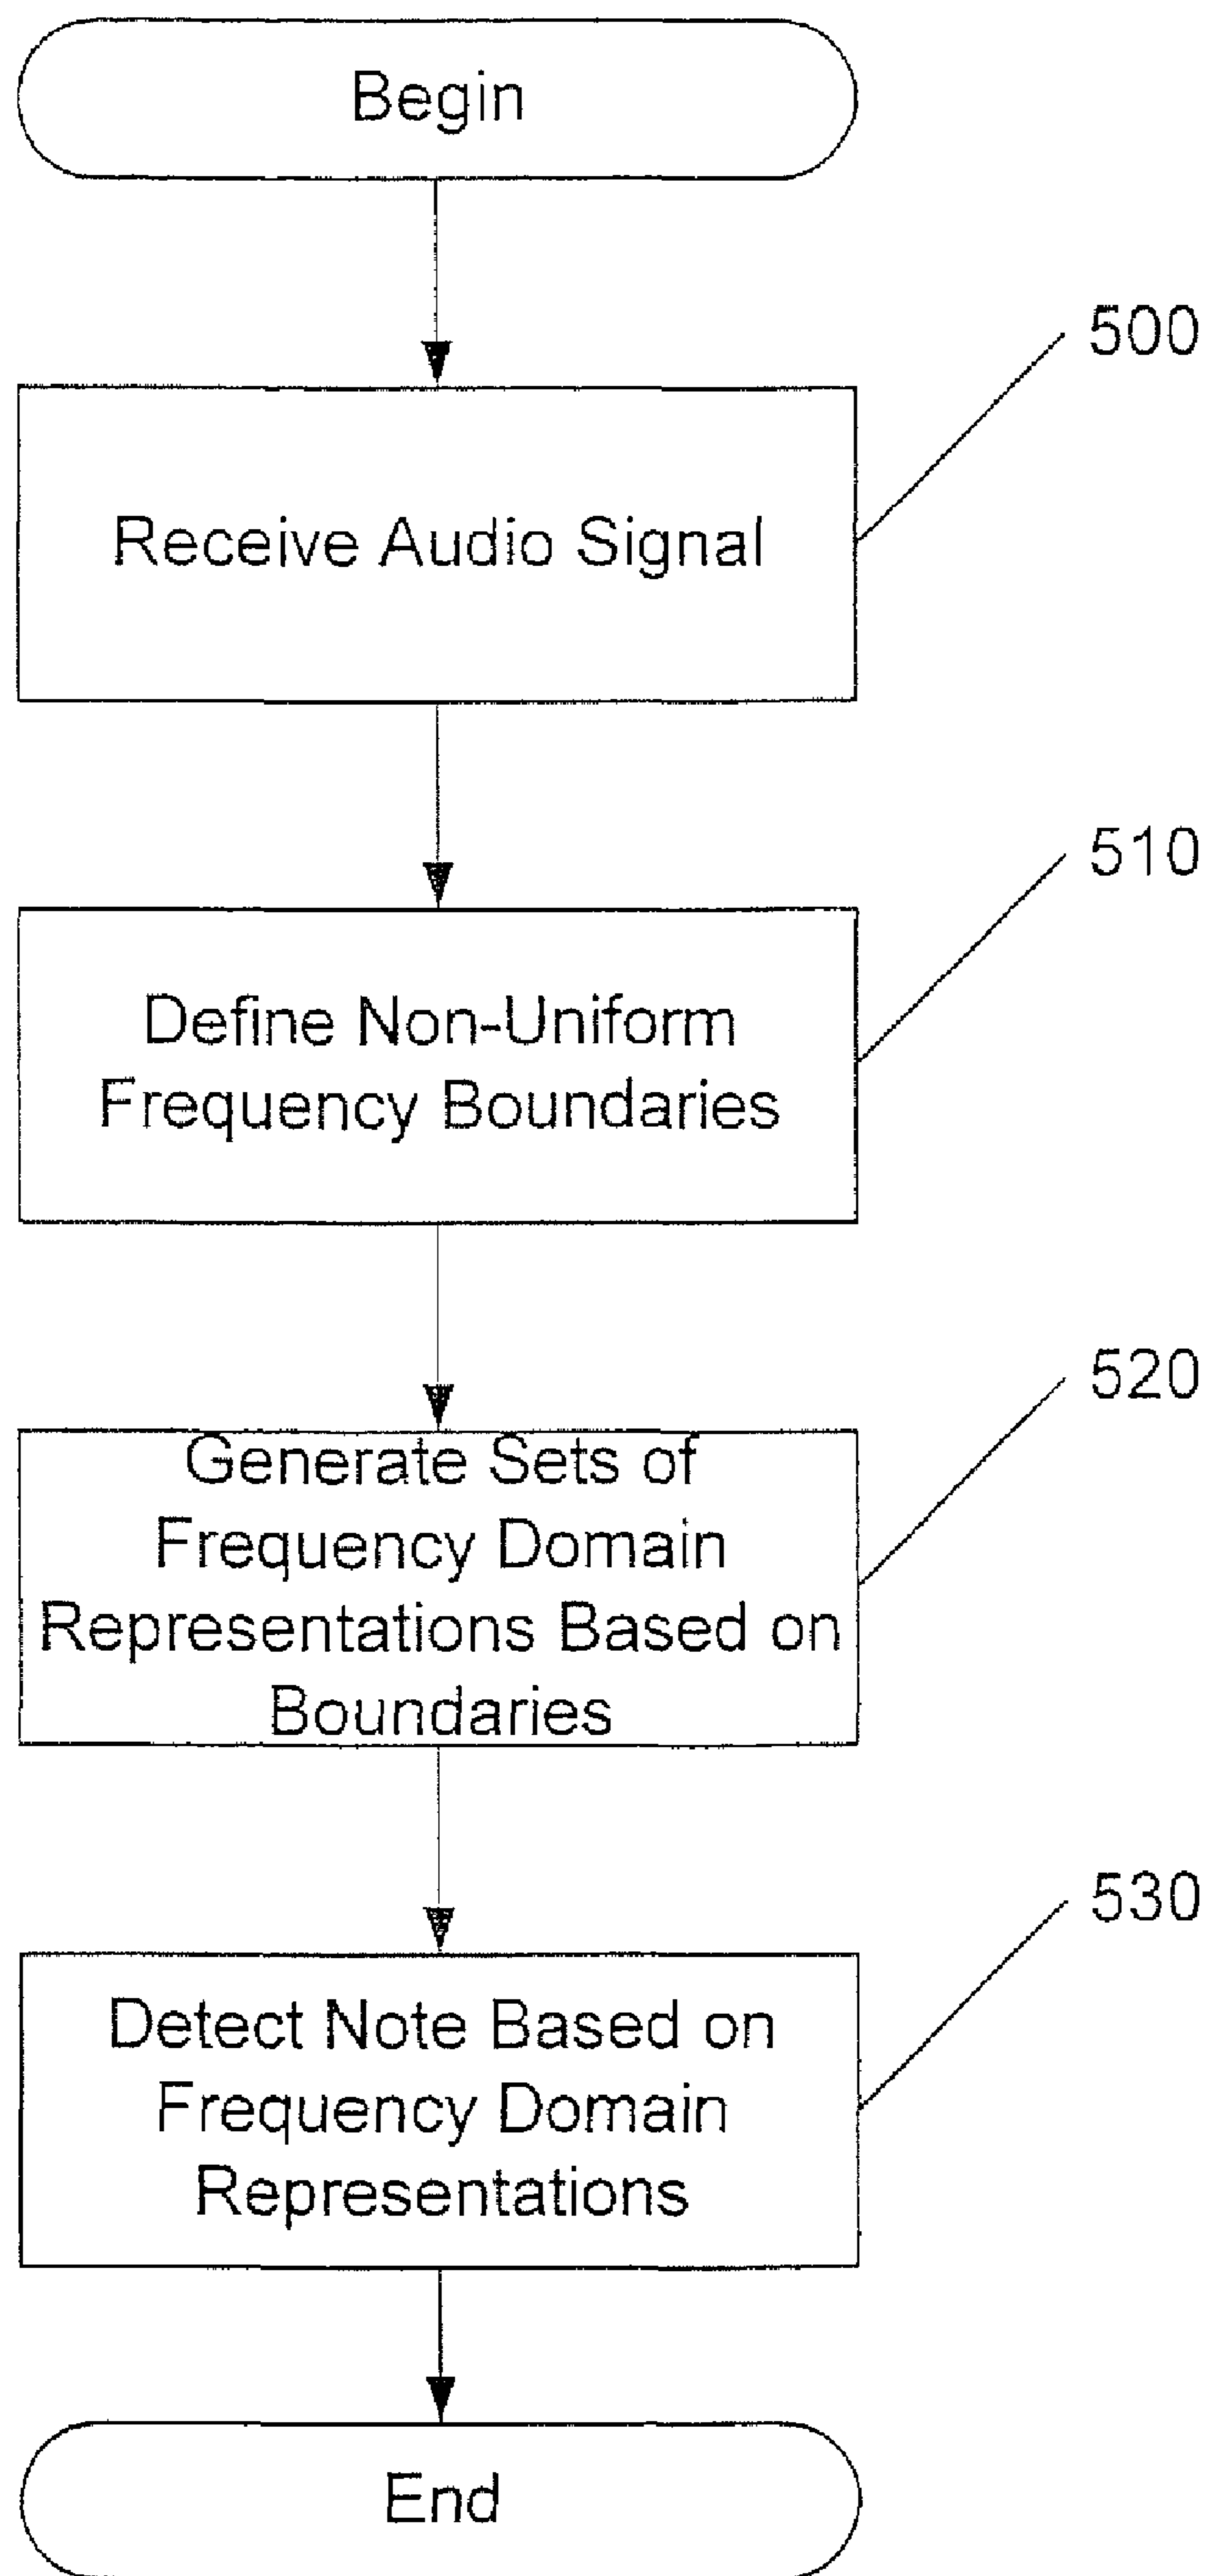 Begin
500
Receive Audio Signal
510
Define Non-Uniform
Frequency Boundaries
520
Generate Sets of
Frequency Domain
Representations Based on
Boundaries
530
Detect Note Based on
Frequency Domain
Representations
End